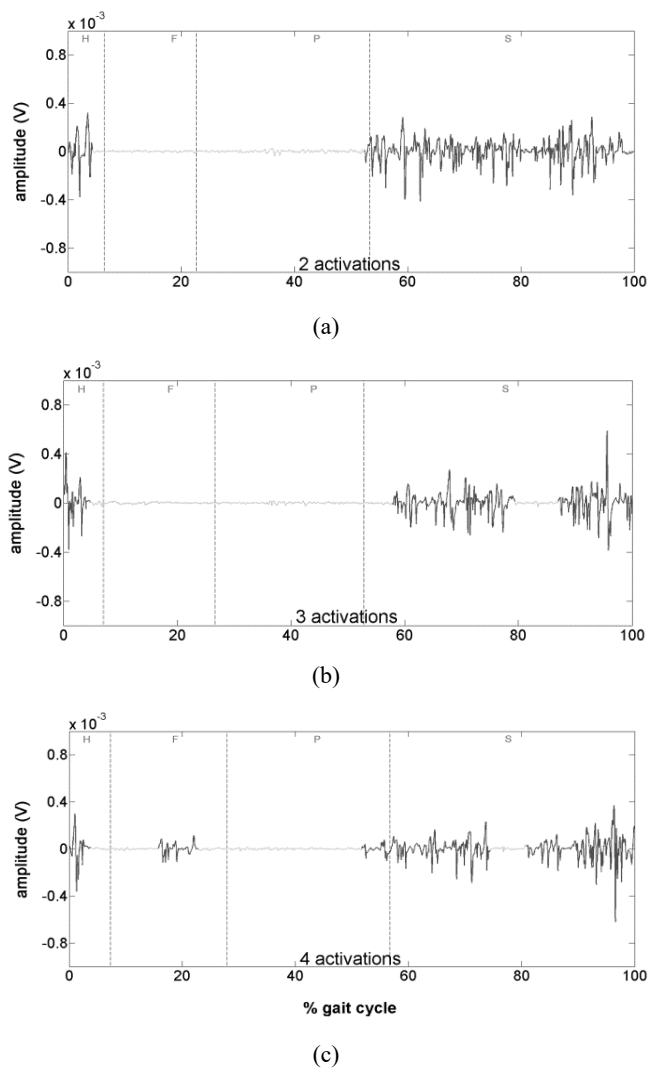 x 10-3
H F P S
0.8
0.4
0
-0.4
-0.8
amplitude (V)
2 activations
0 20 40 60 80 100
(a)
x 10-3
H F P S
0.8
0.4
0
-0.4
-0.8
amplitude (V)
3 activations
0 20 40 60 80 100
(b)
x 10-3
H F P S
0.8
0.4
0
-0.4
-0.8
amplitude (V)
4 activations
0 20 40 60 80 100
% gait cycle
(c)